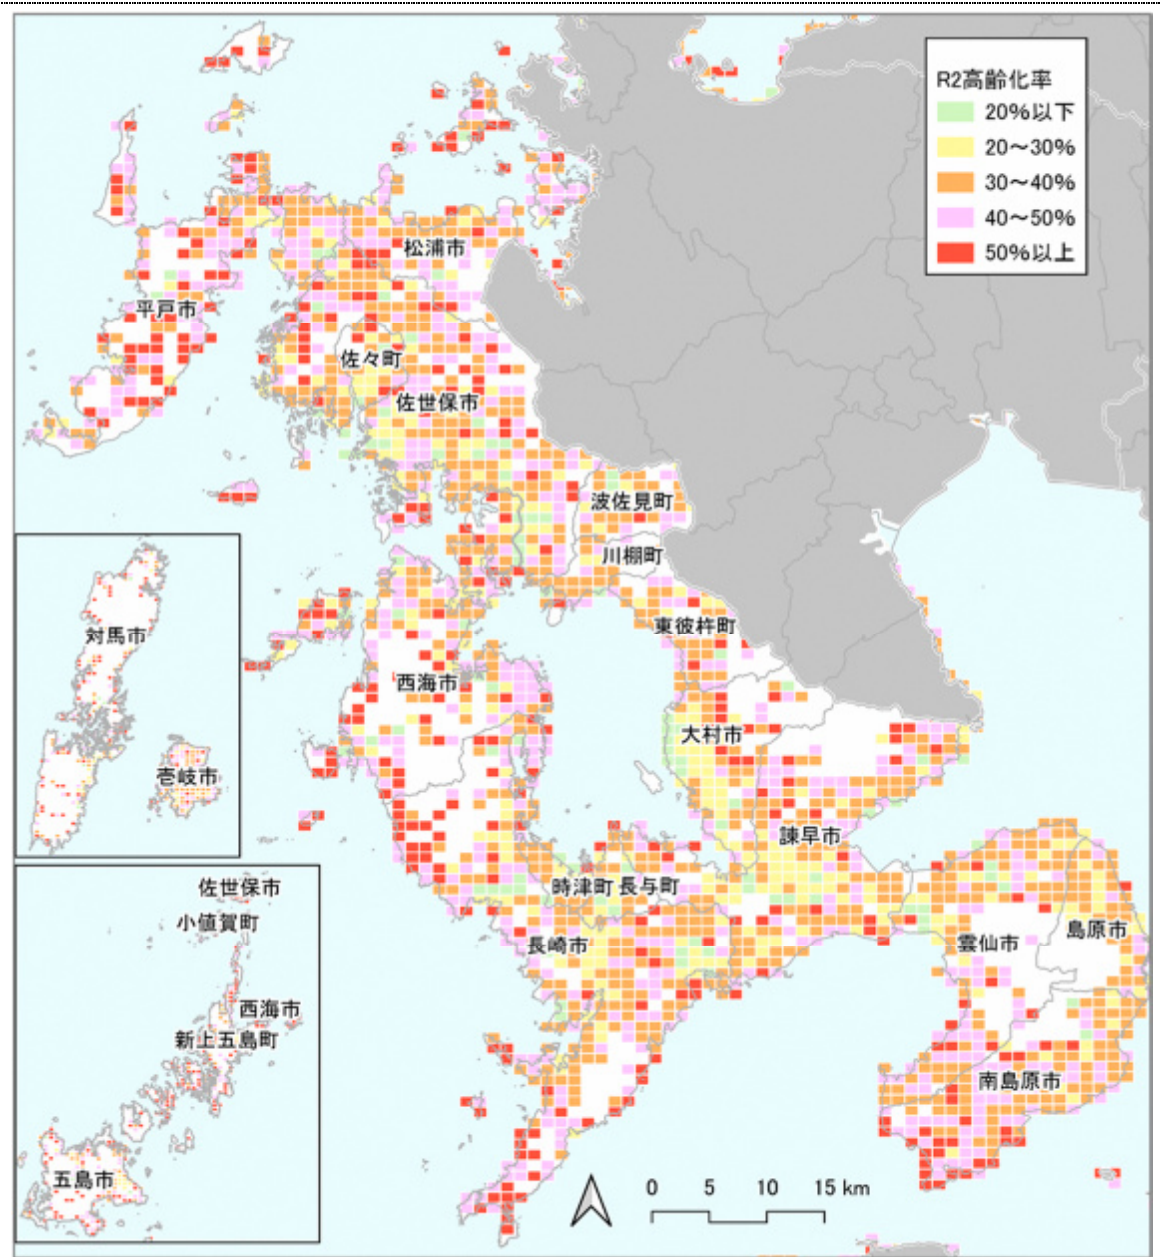 R2高齢化率
20%以下
20～30%
30～40%
40～50%
50%以上
松浦市
平戸市
佐々町
佐世保市
波佐見町
川棚町
東彼杵町
対馬市
西海市
大村市
壱岐市
諫早市
時津町 長与町
佐世保市
小値賀町
島原市
長崎市
雲仙市
西海市
新上五島町
南島原市
五島市
0 5 10 15 km